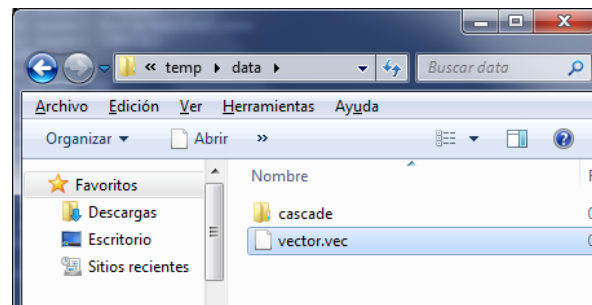 « temp data Buscar data
Archivo Edición Ver Herramientas Ayuda
Organizar Abrir »
Favoritos Nombre
Descargas cascade
Escritorio vector.vec
Sitios recientes